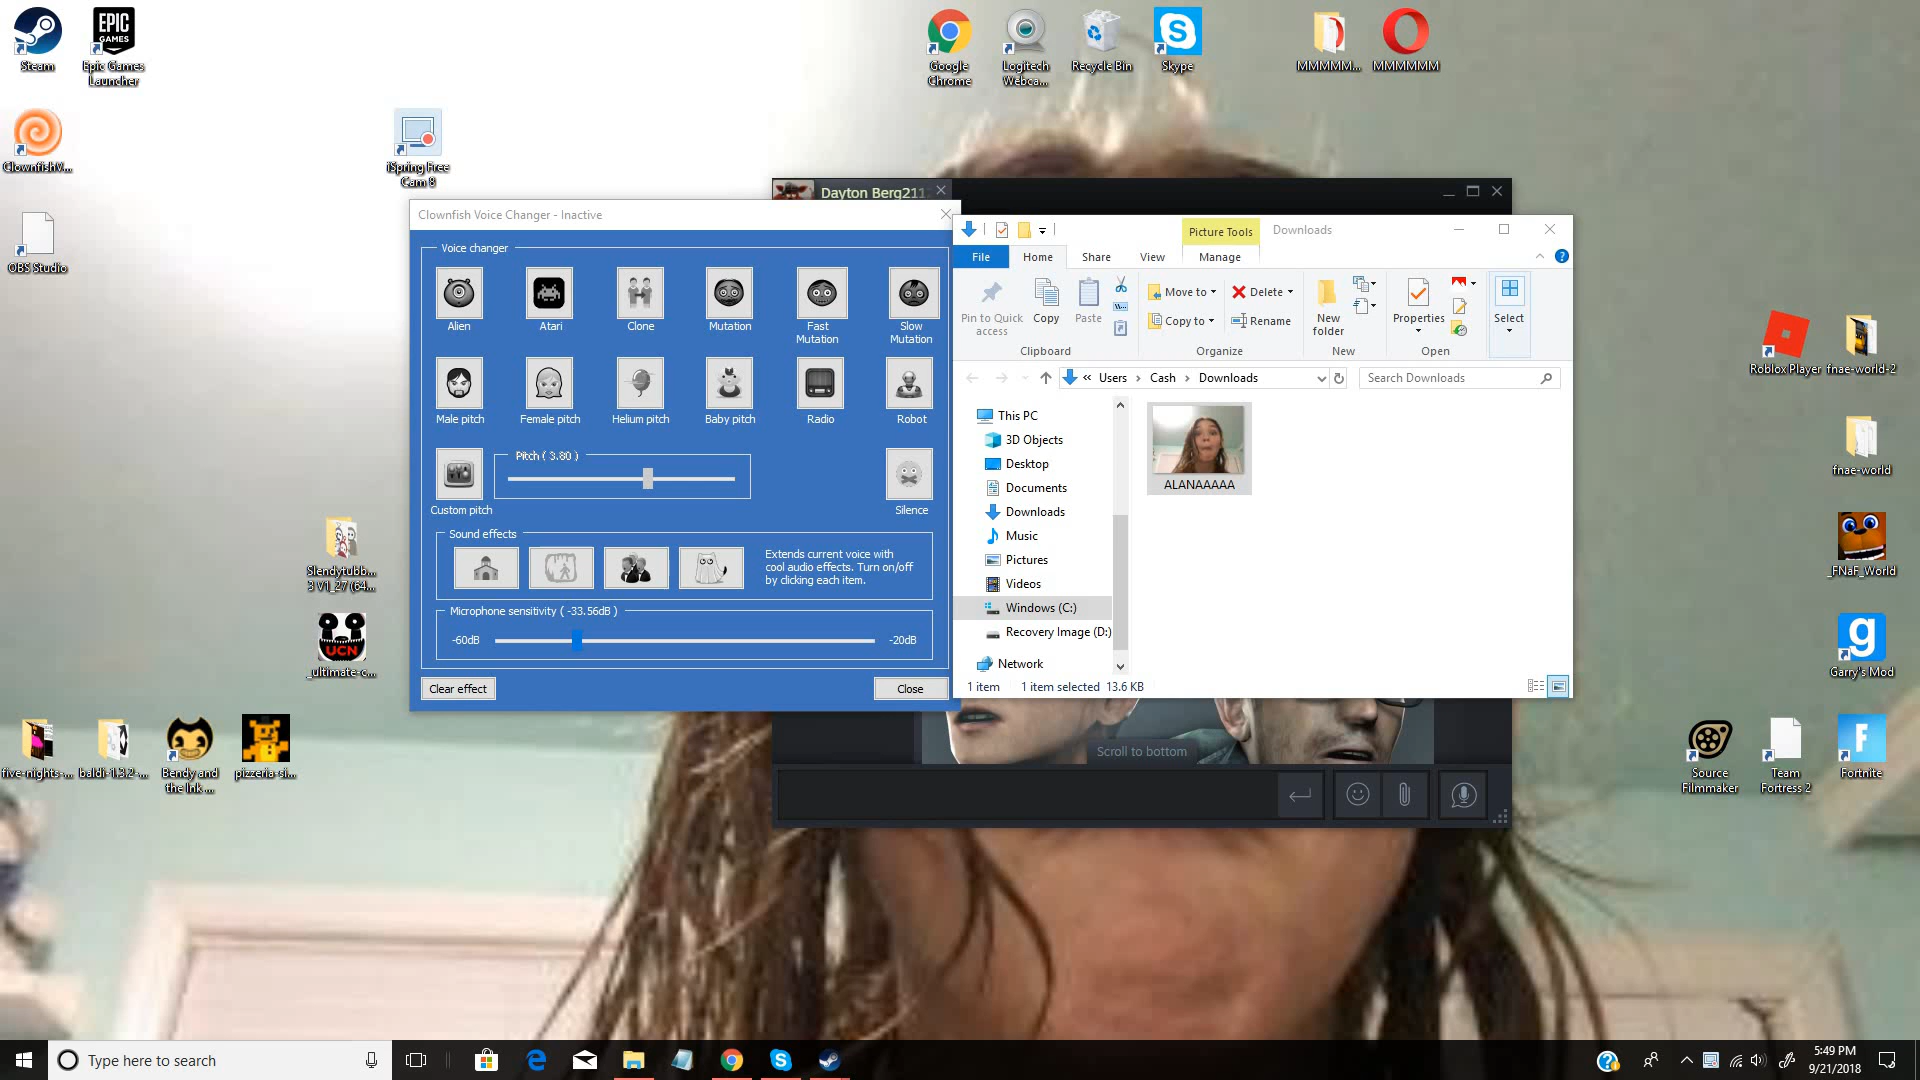 Steam
Epic Games
Launcher
Google
Chrome
Logitech
Webca...
Recycle Bin
Skype
MMMMM...
MMMMMM
ClownfishV...
iSpring Free
Cam 8
OBS Studio
Dayton Berg211
Clownfish Voice Changer - Inactive
Voice changer
Alien
Atari
Clone
Mutation
Fast
Mutation
Slow
Mutation
Male pitch
Female pitch
Helium pitch
Baby pitch
Radio
Robot
Pitch ( 3.80 )
Custom pitch
Silence
Sound effects
Extends current voice with
cool audio effects. Turn on/off
by clicking each item.
Microphone sensitivity ( -33.56dB )
-60dB
-20dB
Clear effect
Close
Picture Tools
Downloads
File
Home
Share
View
Manage
Pin to Quick
access
Copy
Paste
Move to
Copy to
Delete
Rename
New
folder
Properties
Select
Clipboard
Organize
New
Open
« Users > Cash > Downloads
Search Downloads
This PC
3D Objects
Desktop
Documents
Downloads
Music
Pictures
Videos
Windows (C:)
Recovery Image (D:)
Network
ALANAAAAA
1 item
1 item selected 13.6 KB
Scroll to bottom
Roblox Player
fnae-world-2
fnae-world
_FNaF_World
Garry's Mod
Slendytubb...
3 V1_27 (64...
UCN
_ultimate-c...
five-nights-...
baldi-1.3.2-...
Bendy and
the Ink ...
pizzeria-si...
Source
Filmmaker
Team
Fortress 2
Fortnite
Type here to search
5:49 PM
9/21/2018